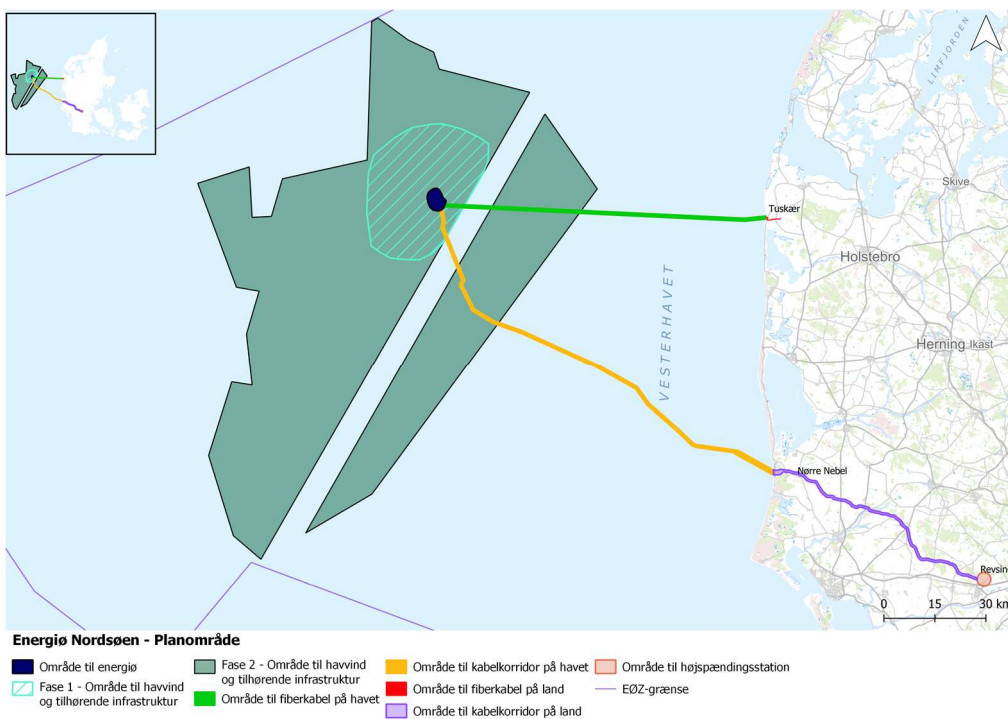 LIMFJORDEN
Skive
Tuskær
Holstebro
VESTERHAVET
Herning
Ikast
Nørre Nebel
Revsin
0 15 30 km
Energiø Nordsøen - Planområde
Område til energiø
Fase 1 - Område til havvind
og tilhørende infrastruktur
Fase 2 - Område til havvind
og tilhørende infrastruktur
Område til fiberkabel på havet
Område til kabelkorridor på havet
Område til fiberkabel på land
Område til kabelkorridor på land
Område til højspændingsstation
EØZ-grænse